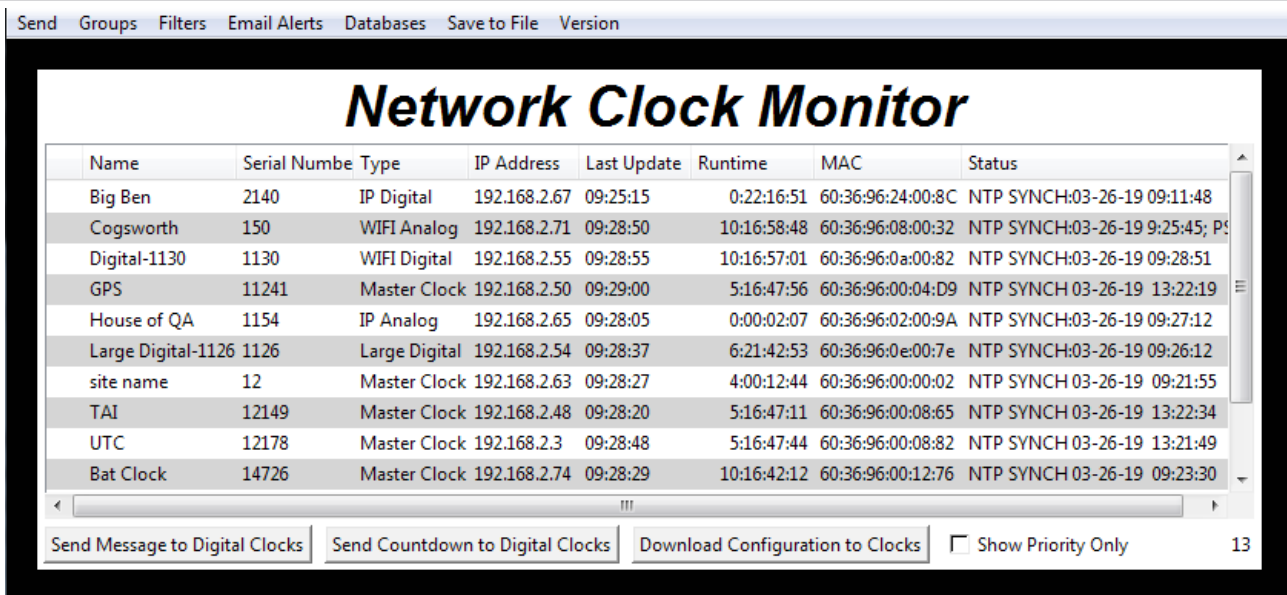 Send Groups Filters Email Alerts Databases Save to File Version
Network Clock Monitor
Name Serial Numbe Type IP Address Last Update Runtime MAC Status
Big Ben 2140 IP Digital 192.168.2.67 09:25:15 0:22:16:51 60:36:96:24:00:8C NTP SYNCH:03-26-19 09:11:48
Cogsworth 150 WIFI Analog 192.168.2.71 09:28:50 10:16:58:48 60:36:96:08:00:32 NTP SYNCH:03-26-19 9:25:45; PS
Digital-1130 1130 WIFI Digital 192.168.2.55 09:28:55 10:16:57:01 60:36:96:0a:00:82 NTP SYNCH:03-26-19 09:28:51
GPS 11241 Master Clock 192.168.2.50 09:29:00 5:16:47:56 60:36:96:00:04:D9 NTP SYNCH 03-26-19 13:22:19
House of QA 1154 IP Analog 192.168.2.65 09:28:05 0:00:02:07 60:36:96:02:00:9A NTP SYNCH:03-26-19 09:27:12
Large Digital-1126 1126 Large Digital 192.168.2.54 09:28:37 6:21:42:53 60:36:96:0e:00:7e NTP SYNCH:03-26-19 09:26:12
site name 12 Master Clock 192.168.2.63 09:28:27 4:00:12:44 60:36:96:00:00:02 NTP SYNCH 03-26-19 09:21:55
TAI 12149 Master Clock 192.168.2.48 09:28:20 5:16:47:11 60:36:96:00:08:65 NTP SYNCH 03-26-19 13:22:34
UTC 12178 Master Clock 192.168.2.3 09:28:48 5:16:47:44 60:36:96:00:08:82 NTP SYNCH 03-26-19 13:21:49
Bat Clock 14726 Master Clock 192.168.2.74 09:28:29 10:16:42:12 60:36:96:00:12:76 NTP SYNCH 03-26-19 09:23:30
Send Message to Digital Clocks Send Countdown to Digital Clocks Download Configuration to Clocks Show Priority Only 13